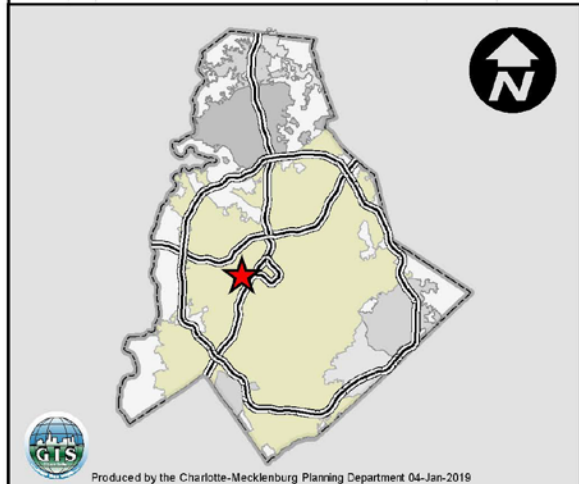 N
GIS
Produced by the Charlotte-Mecklenburg Planning Department 04-Jan-2019